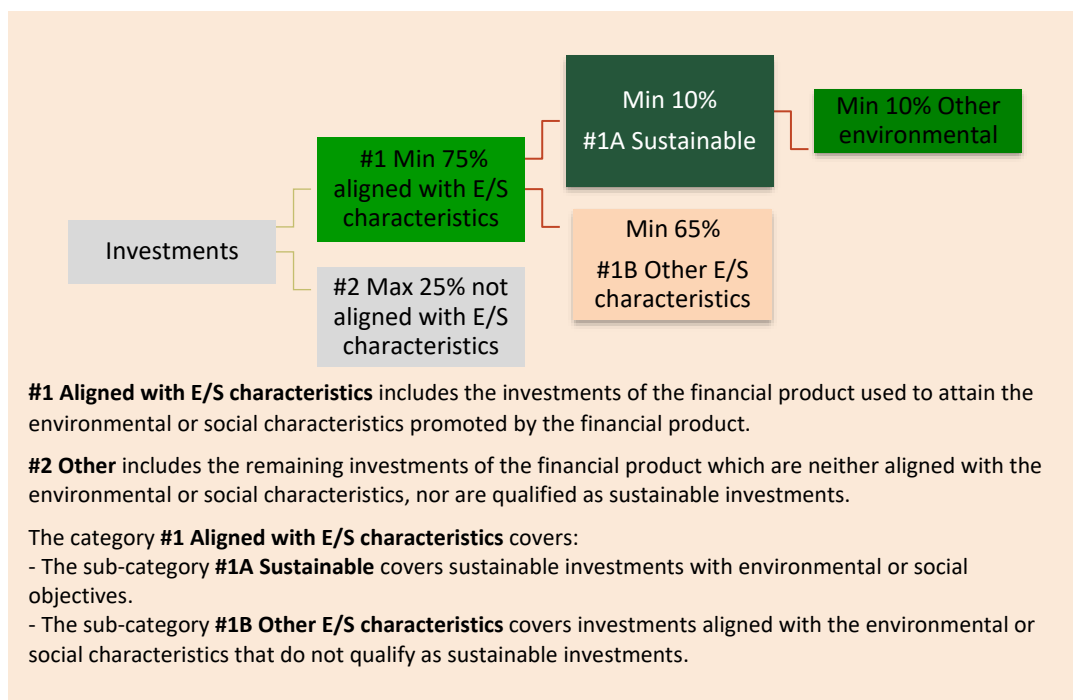 Investments
#1 Min 75%
aligned with E/S
characteristics
#2 Max 25% not
aligned with E/S
characteristics
Min 10%
#1A Sustainable
Min 65%
#1B Other E/S
characteristics
Min 10% Other
environmental
#1 Aligned with E/S characteristics includes the investments of the financial product used to attain the
environmental or social characteristics promoted by the financial product.
#2 Other includes the remaining investments of the financial product which are neither aligned with the
environmental or social characteristics, nor are qualified as sustainable investments.
The category #1 Aligned with E/S characteristics covers:
- The sub-category #1A Sustainable covers sustainable investments with environmental or social
objectives.
- The sub-category #1B Other E/S characteristics covers investments aligned with the environmental or
social characteristics that do not qualify as sustainable investments.